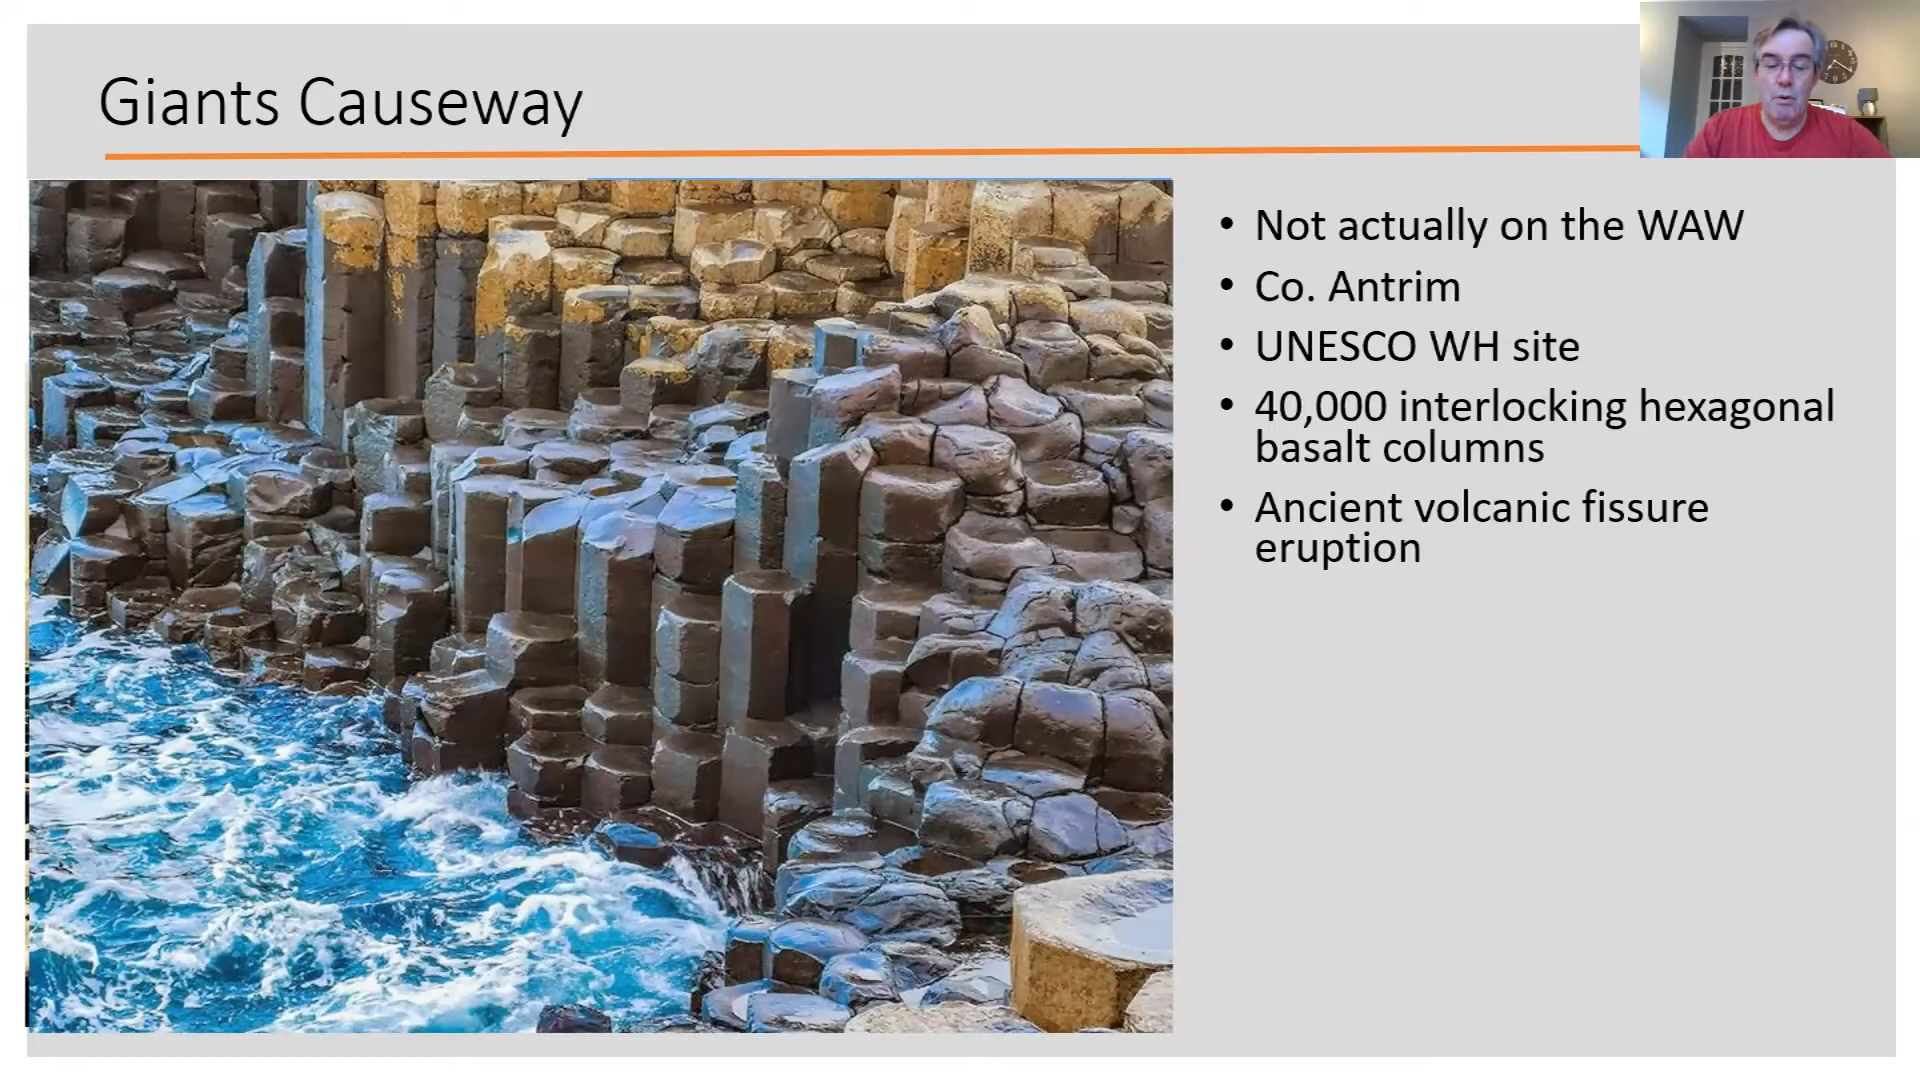 Giants Causeway
• Not actually on the WAW
• Co. Antrim
• UNESCO WH site
• 40,000 interlocking hexagonal
basalt columns
• Ancient volcanic fissure
eruption